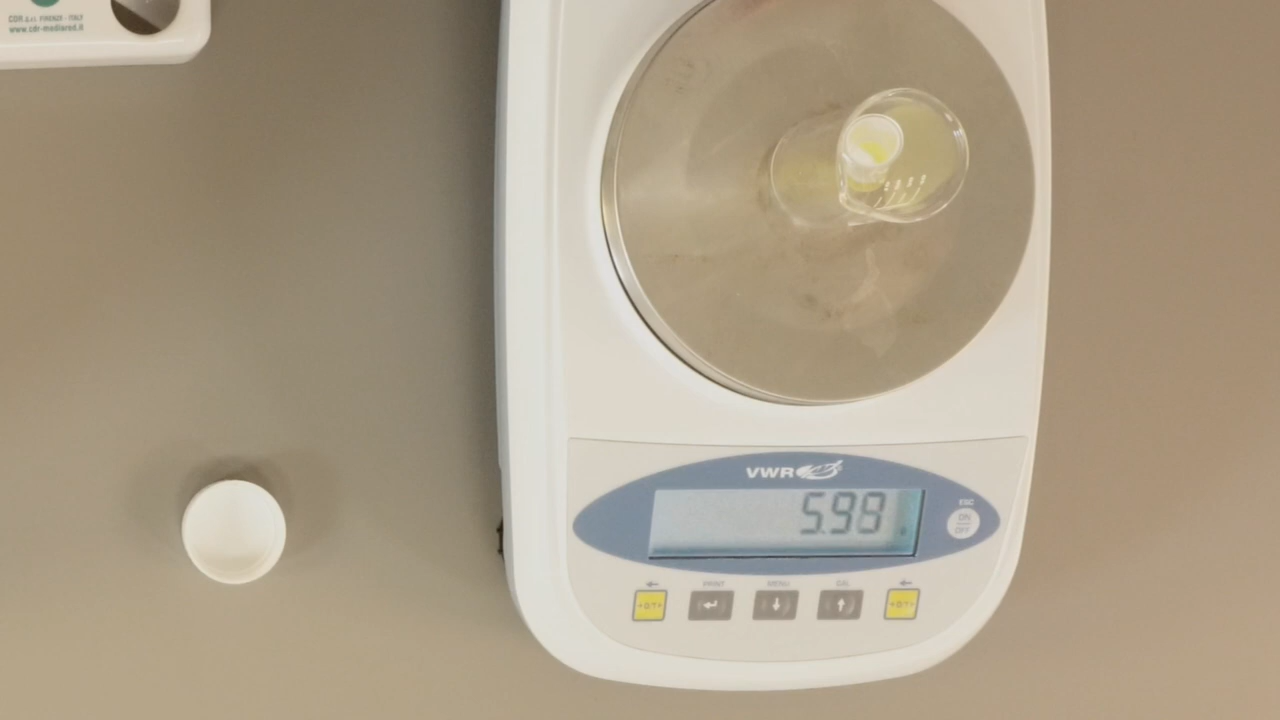 CDR s.r.l. FIRENZE - ITALY
www.cdr-mediared.it
VWR
5.98
ESC
ON
OFF
PRINT MENU CAL